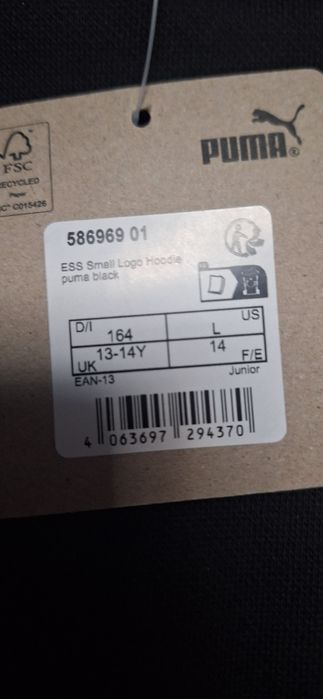 FSC
RECYCLED
Paper
C015426
PUMA®
586969 01
ESS Small Logo Hoodie
puma black
D/I 164 L US
UK 13-14Y 14 F/E
EAN-13 Junior
4 063697 294370